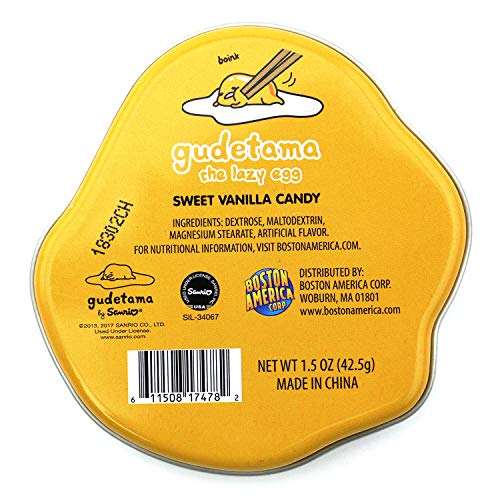 boink
gudetama
the lazy egg
SWEET VANILLA CANDY
INGREDIENTS: DEXTROSE, MALTODEXTRIN,
MAGNESIUM STEARATE, ARTIFICIAL FLAVOR.
FOR NUTRITIONAL INFORMATION, VISIT BOSTONAMERICA.COM.
18302CH
gudetama
by Sanrio®
©2013, 2017 SANRIO CO., LTD.
Used Under License.
www.sanrio.com
Sanrio
USA
SIL-34067
BOSTON
AMERICA
CORP
DISTRIBUTED BY:
BOSTON AMERICA CORP.
WOBURN, MA 01801
www.bostonamerica.com
6 11508 17478 2
NET WT 1.5 OZ (42.5g)
MADE IN CHINA